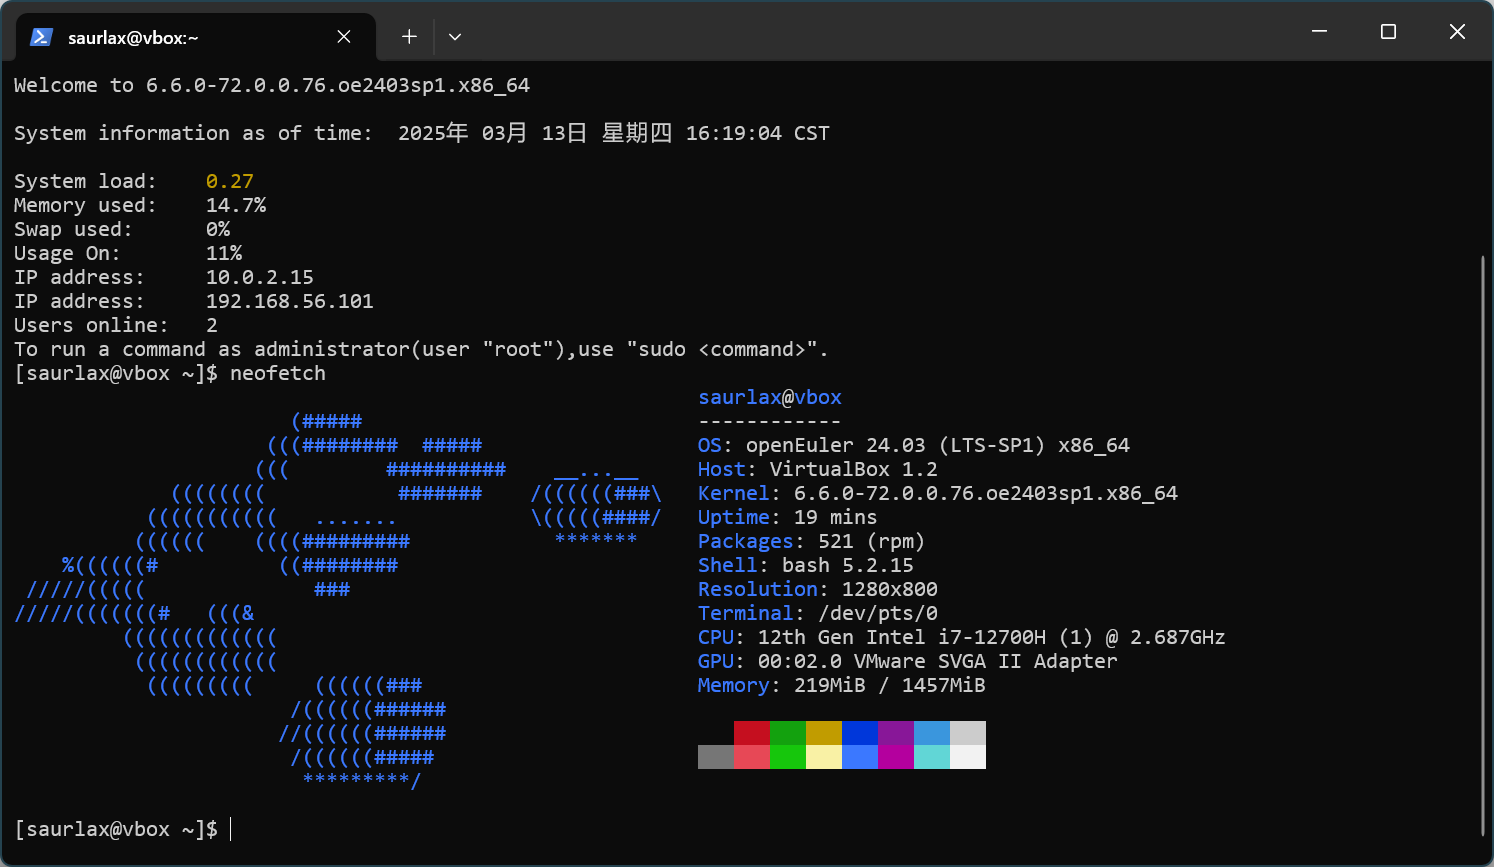 saurlax@vbox:~
Welcome to 6.6.0-72.0.0.76.oe2403sp1.x86_64
System information as of time:  2025年 03月 13日 星期四 16:19:04 CST
System load:    0.27
Memory used:    14.7%
Swap used:      0%
Usage On:       11%
IP address:     10.0.2.15
IP address:     192.168.56.101
Users online:   2
To run a command as administrator(user "root"),use "sudo <command>".
[saurlax@vbox ~]$ neofetch
saurlax@vbox
------------
OS: openEuler 24.03 (LTS-SP1) x86_64
Host: VirtualBox 1.2
Kernel: 6.6.0-72.0.0.76.oe2403sp1.x86_64
Uptime: 19 mins
Packages: 521 (rpm)
Shell: bash 5.2.15
Resolution: 1280x800
Terminal: /dev/pts/0
CPU: 12th Gen Intel i7-12700H (1) @ 2.687GHz
GPU: 00:02.0 VMware SVGA II Adapter
Memory: 219MiB / 1457MiB
[saurlax@vbox ~]$